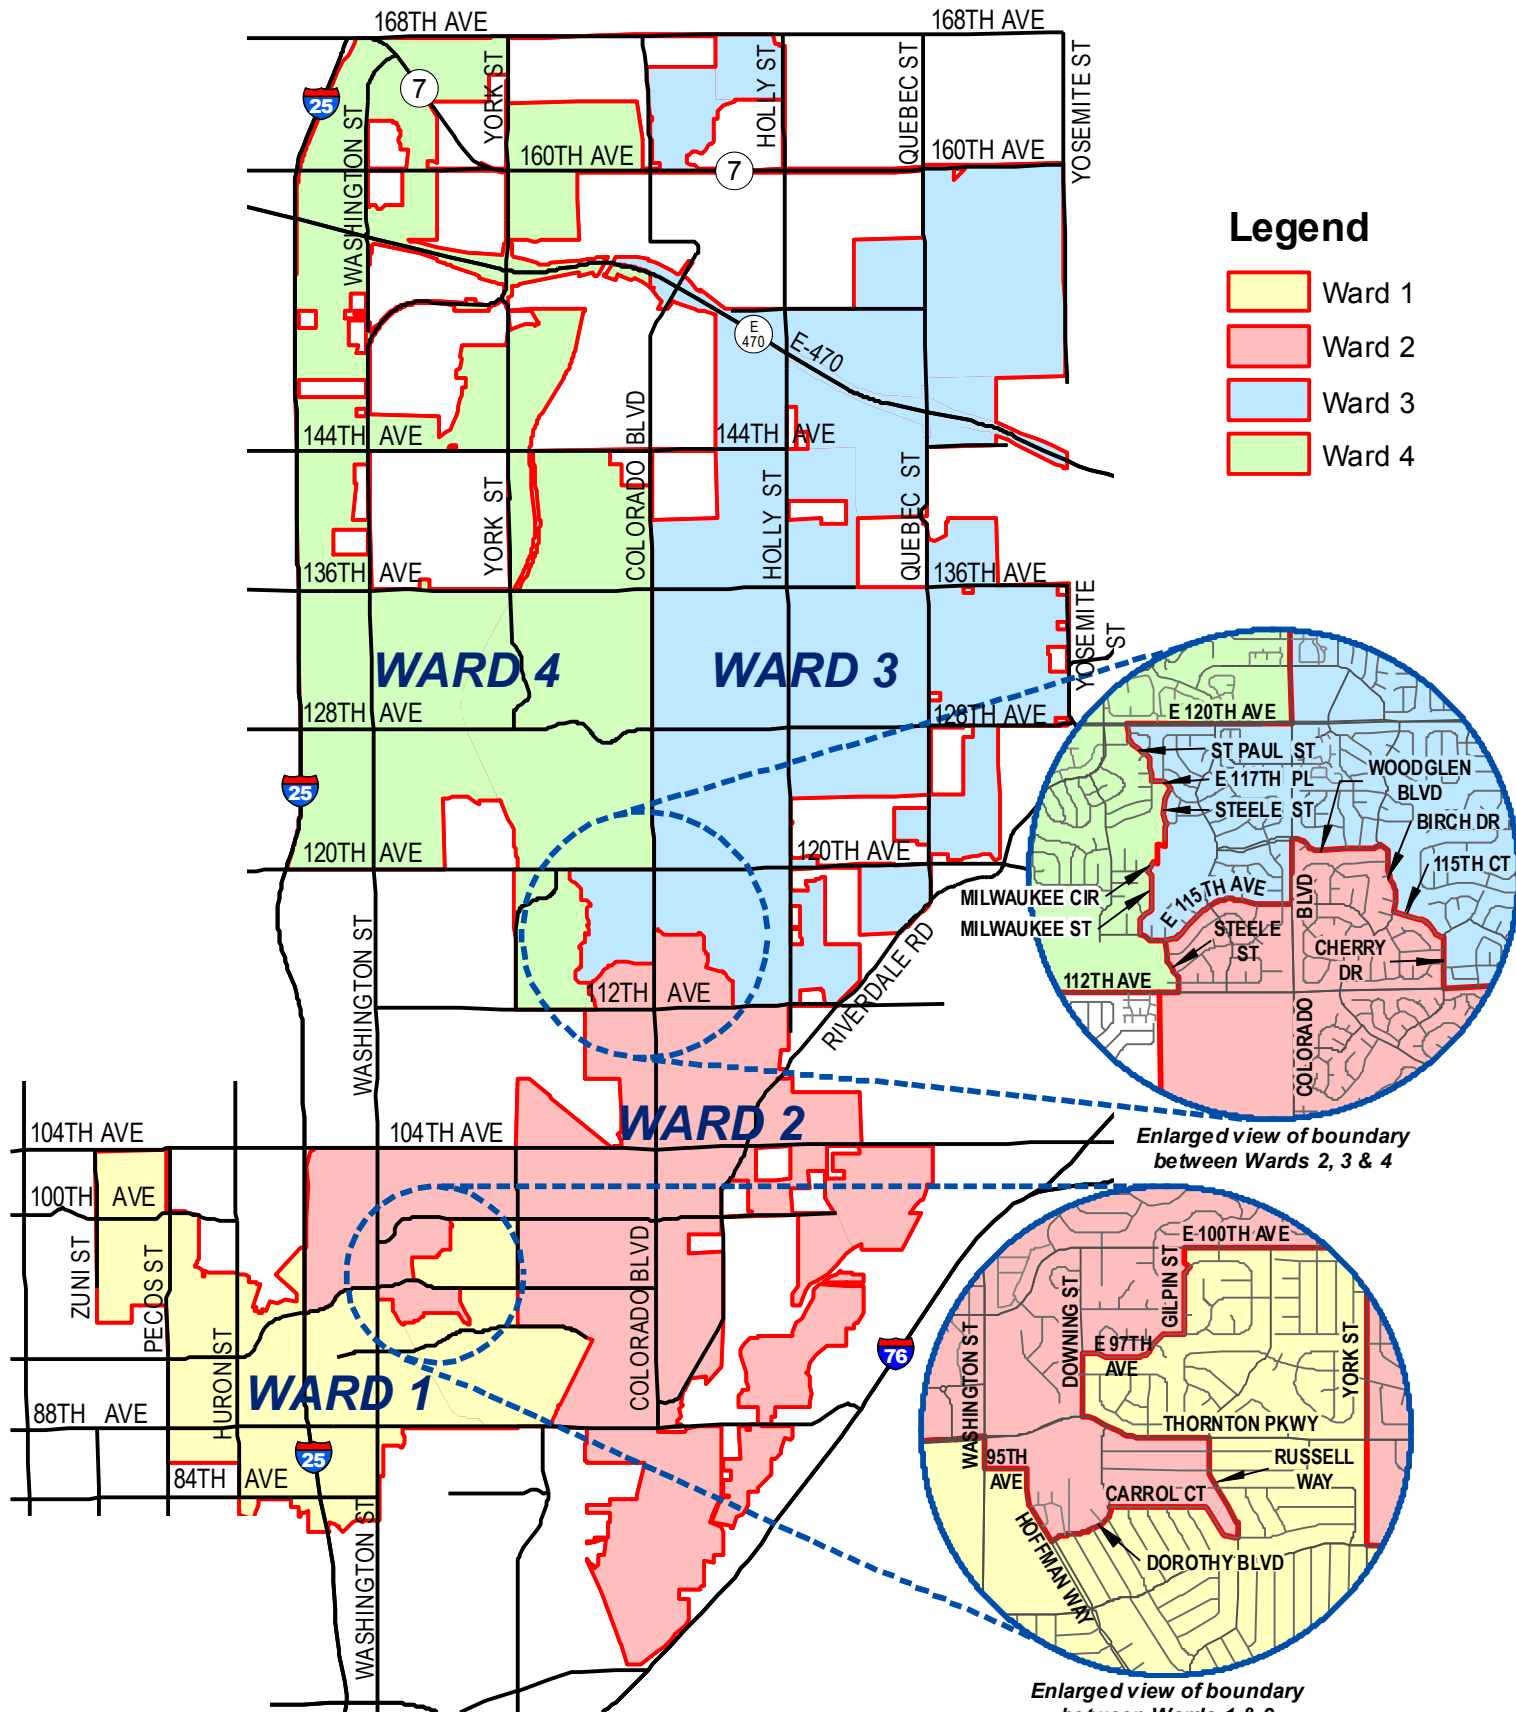 168TH AVE
168TH AVE
7
25
WASHINGTON ST
YORK ST
HOLLY ST
QUEBEC ST
YOSEMITE ST
160TH AVE
160TH AVE
7
Legend
Ward 1
Ward 2
Ward 3
Ward 4
E
470
E-470
144TH AVE
COLORADO BLVD
144TH AVE
YORK ST
HOLLY ST
QUEBEC ST
136TH AVE
136TH AVE
YOSEMITE
ST
WARD 4
WARD 3
128TH AVE
128TH AVE
25
120TH AVE
120TH AVE
WASHINGTON ST
112TH AVE
RIVERDALE RD
E 120TH AVE
ST PAUL ST
E 117TH PL
STEELE ST
WOODGLEN
BLVD
BIRCH DR
115TH CT
MILWAUKEE CIR
MILWAUKEE ST
E 115TH AVE
BLVD
STEELE
ST
CHERRY
DR
112TH AVE
COLORADO
Enlarged view of boundary
between Wards 2, 3 & 4
WARD 2
104TH AVE
104TH AVE
100TH AVE
ZUNI ST
PECOS ST
HURON ST
COLORADO BLVD
76
WARD 1
88TH AVE
25
84TH AVE
WASHINGTON ST
E 100TH AVE
GILPIN ST
DOWNING ST
WASHINGTON ST
E 97TH
AVE
YORK ST
THORNTON PKWY
95TH
AVE
RUSSELL
WAY
CARROL CT
HOFFMAN WAY
DOROTHY BLVD
Enlarged view of boundary
between Wards 1 & 2